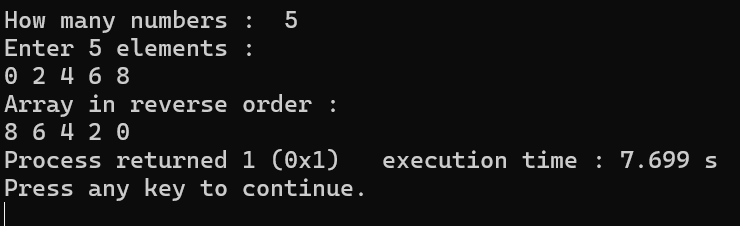 How many numbers :  5
Enter 5 elements :
0 2 4 6 8
Array in reverse order :
8 6 4 2 0
Process returned 1 (0x1)   execution time : 7.699 s
Press any key to continue.